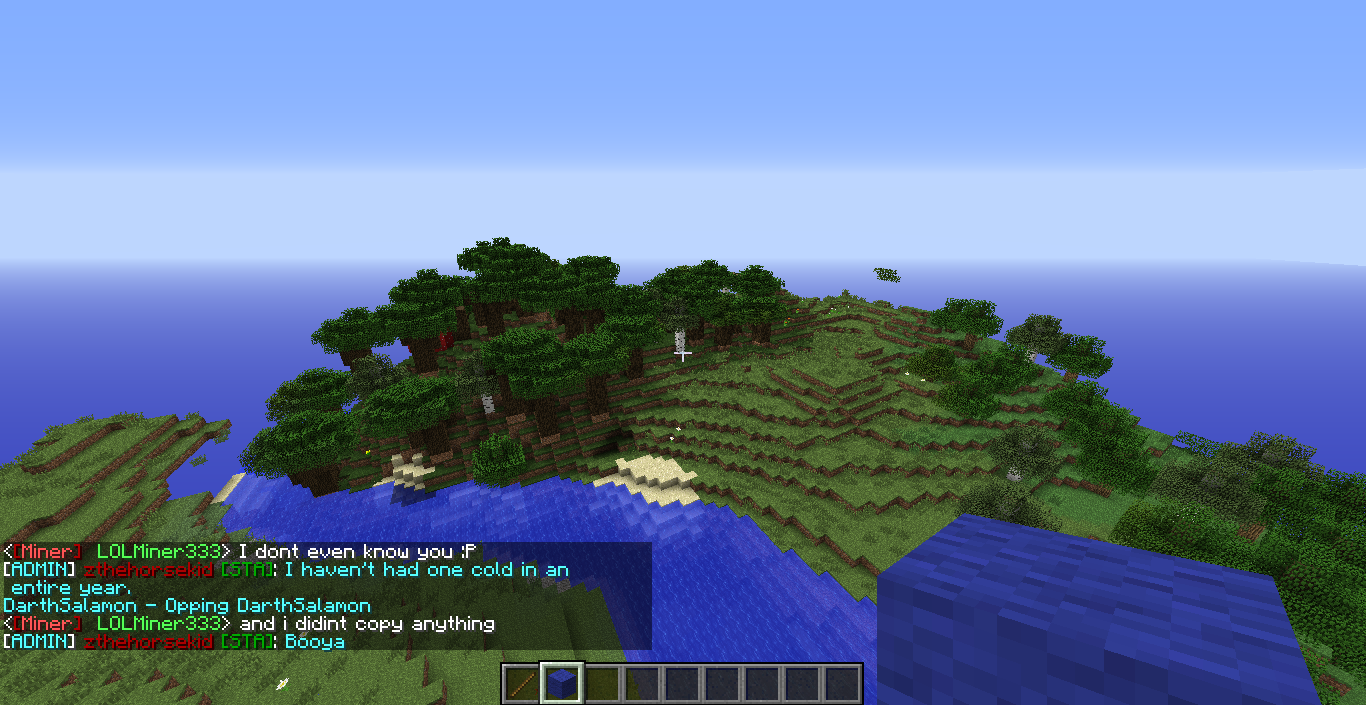 <[Miner] LOLMiner333> I dont even know you :P
[ADMIN] zthehorsekid [STA]: I haven't had one cold in an
entire year.
DarthSalamon - Opping DarthSalamon
<[Miner] LOLMiner333> and i didint copy anything
[ADMIN] zthehorsekid [STA]: Booya